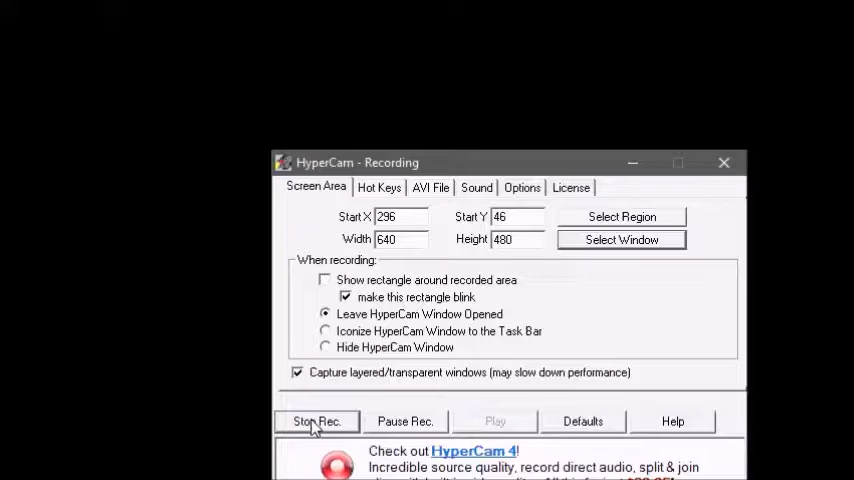 HyperCam - Recording
Screen Area Hot Keys AVI File Sound Options License
Start X 296 Start Y 46 Select Region
Width 640 Height 480 Select Window
When recording:
Show rectangle around recorded area
make this rectangle blink
Leave HyperCam Window Opened
Iconize HyperCam Window to the Task Bar
Hide HyperCam Window
Capture layered/transparent windows (may slow down performance)
Stop Rec. Pause Rec. Play Defaults Help
Check out HyperCam 4!
Incredible source quality, record direct audio, split & join